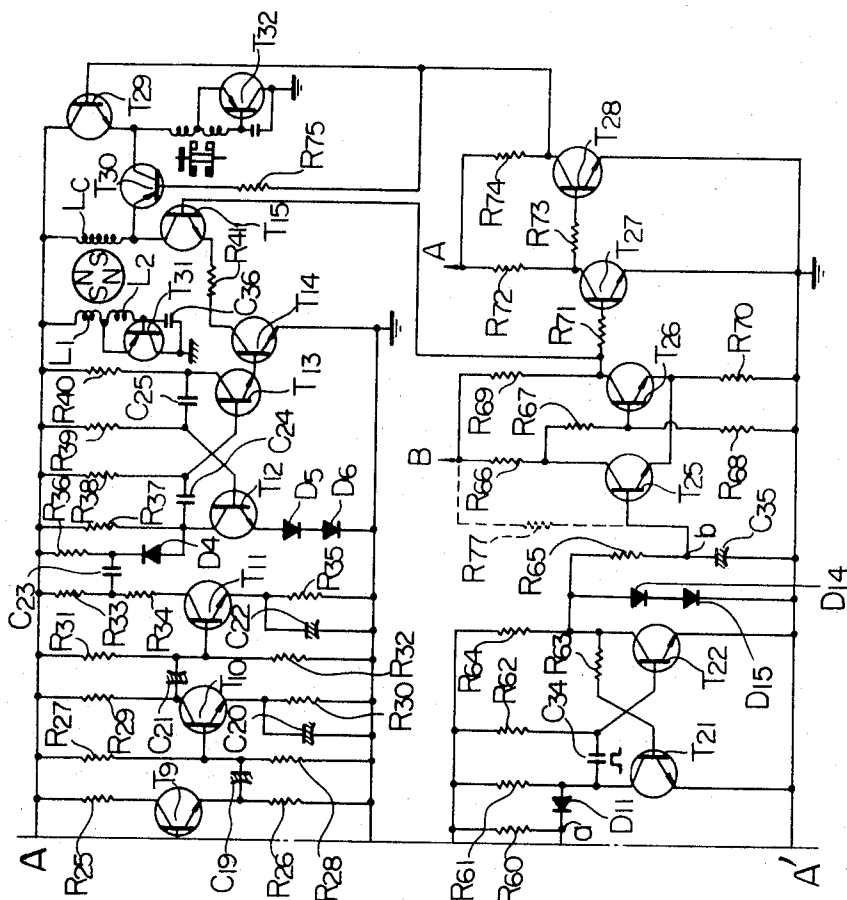 A
R25
T9
C19
R26
R28
R27
R29
C21
T10
C20
R30
R32
R31
C23
R33
R34
T11
C22
R35
R36
D4
R38
R37
T12
D5
D6
R39
C24
R40
C25
T13
T14
L1
L2
T31
C36
N
S
S
N
LC
R41
T15
T30
T29
T32
R75
A'
R61
R60
a
D11
C34
R62
T21
R64
R63
T22
D15
D14
R65
b
C35
R77
B
R66
T25
R67
R68
R69
T26
R70
R71
A
R72
T27
R73
R74
T28